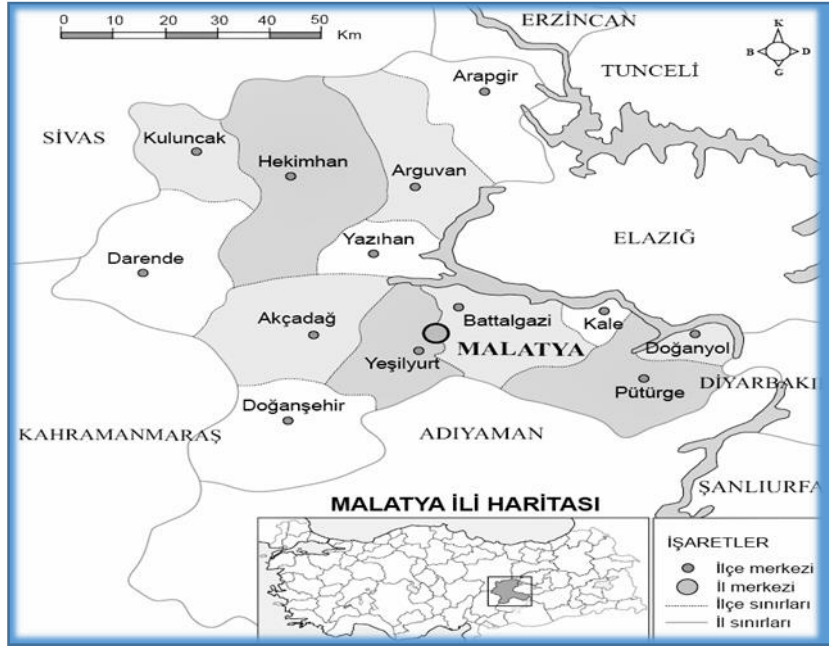 0 10 20 30 40 50
Km
ERZİNCAN
K
B D
G
TUNCELİ
Arapgir
SİVAS
Kuluncak
Hekimhan
Arguvan
Yazıhan
ELAZIĞ
Darende
Akçadağ
Battalgazi
Kale
MALATYA
Doğanyol
Yeşilyurt
Pütürge
DİYARBAKI
Doğanşehir
KAHRAMANMARAŞ
ADIYAMAN
ŞANLIURFA
MALATYA İLİ HARİTASI
İŞARETLER
İlçe merkezi
İl merkezi
İlçe sınırları
İl sınırları